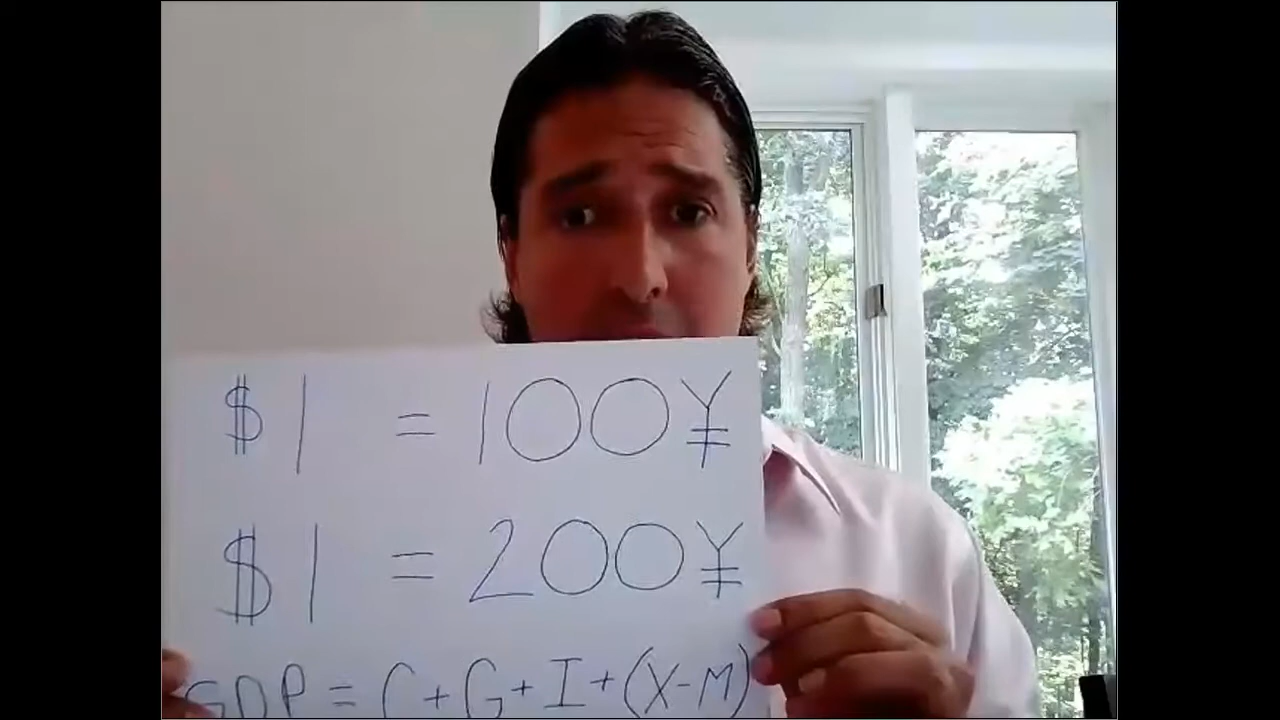 $1 = 100¥
$1 = 200¥
GDP = C+G+I+(X-M)